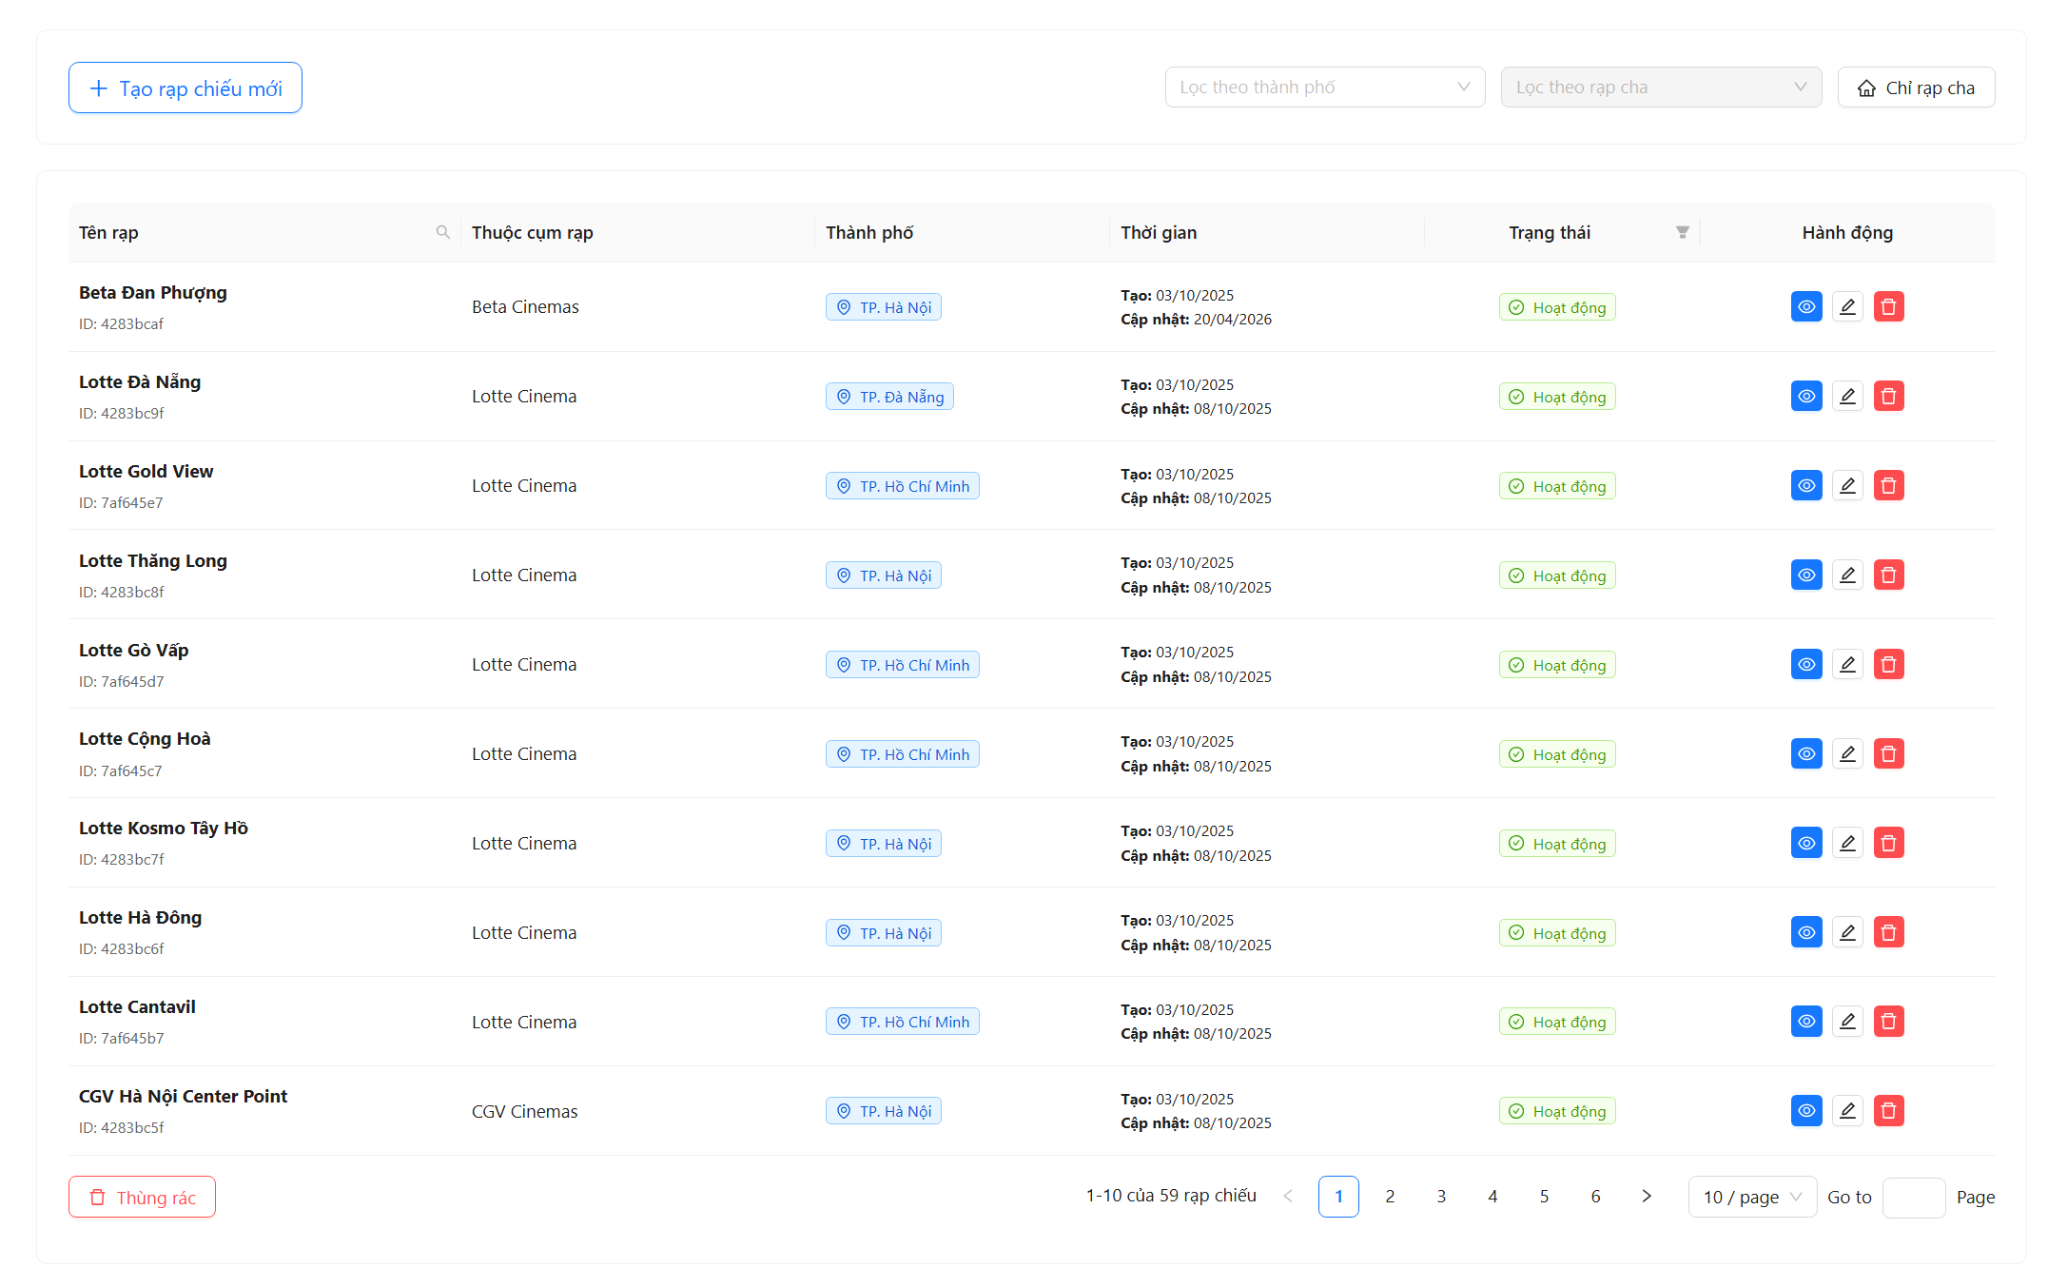 Tạo rạp chiếu mới
Lọc theo thành phố
Lọc theo rạp cha
Chỉ rạp cha
Tên rạp
Thuộc cụm rạp
Thành phố
Thời gian
Trạng thái
Hành động
Beta Đan Phượng
ID: 4283bcaf
Beta Cinemas
TP. Hà Nội
Tạo: 03/10/2025
Cập nhật: 20/04/2026
Hoạt động
Lotte Đà Nẵng
ID: 4283bc9f
Lotte Cinema
TP. Đà Nẵng
Tạo: 03/10/2025
Cập nhật: 08/10/2025
Hoạt động
Lotte Gold View
ID: 7af645e7
Lotte Cinema
TP. Hồ Chí Minh
Tạo: 03/10/2025
Cập nhật: 08/10/2025
Hoạt động
Lotte Thăng Long
ID: 4283bc8f
Lotte Cinema
TP. Hà Nội
Tạo: 03/10/2025
Cập nhật: 08/10/2025
Hoạt động
Lotte Gò Vấp
ID: 7af645d7
Lotte Cinema
TP. Hồ Chí Minh
Tạo: 03/10/2025
Cập nhật: 08/10/2025
Hoạt động
Lotte Cộng Hoà
ID: 7af645c7
Lotte Cinema
TP. Hồ Chí Minh
Tạo: 03/10/2025
Cập nhật: 08/10/2025
Hoạt động
Lotte Kosmo Tây Hồ
ID: 4283bc7f
Lotte Cinema
TP. Hà Nội
Tạo: 03/10/2025
Cập nhật: 08/10/2025
Hoạt động
Lotte Hà Đông
ID: 4283bc6f
Lotte Cinema
TP. Hà Nội
Tạo: 03/10/2025
Cập nhật: 08/10/2025
Hoạt động
Lotte Cantavil
ID: 7af645b7
Lotte Cinema
TP. Hồ Chí Minh
Tạo: 03/10/2025
Cập nhật: 08/10/2025
Hoạt động
CGV Hà Nội Center Point
ID: 4283bc5f
CGV Cinemas
TP. Hà Nội
Tạo: 03/10/2025
Cập nhật: 08/10/2025
Hoạt động
Thùng rác
1-10 của 59 rạp chiếu
1 2 3 4 5 6
10 / page
Go to
Page